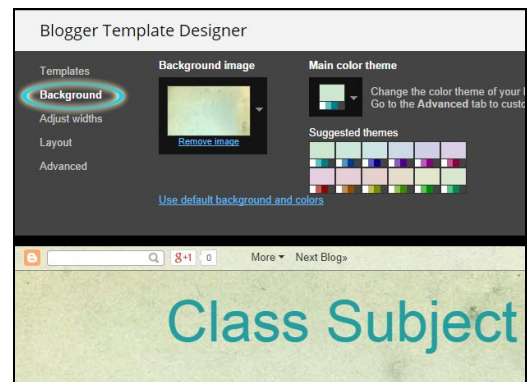 Blogger Template Designer
Templates
Background
Adjust widths
Layout
Advanced
Background image
Remove image
Use default background and colors
Main color theme
Change the color theme of your
Go to the Advanced tab to
Suggested themes
g+1 0 More Next Blog»
Class Subject